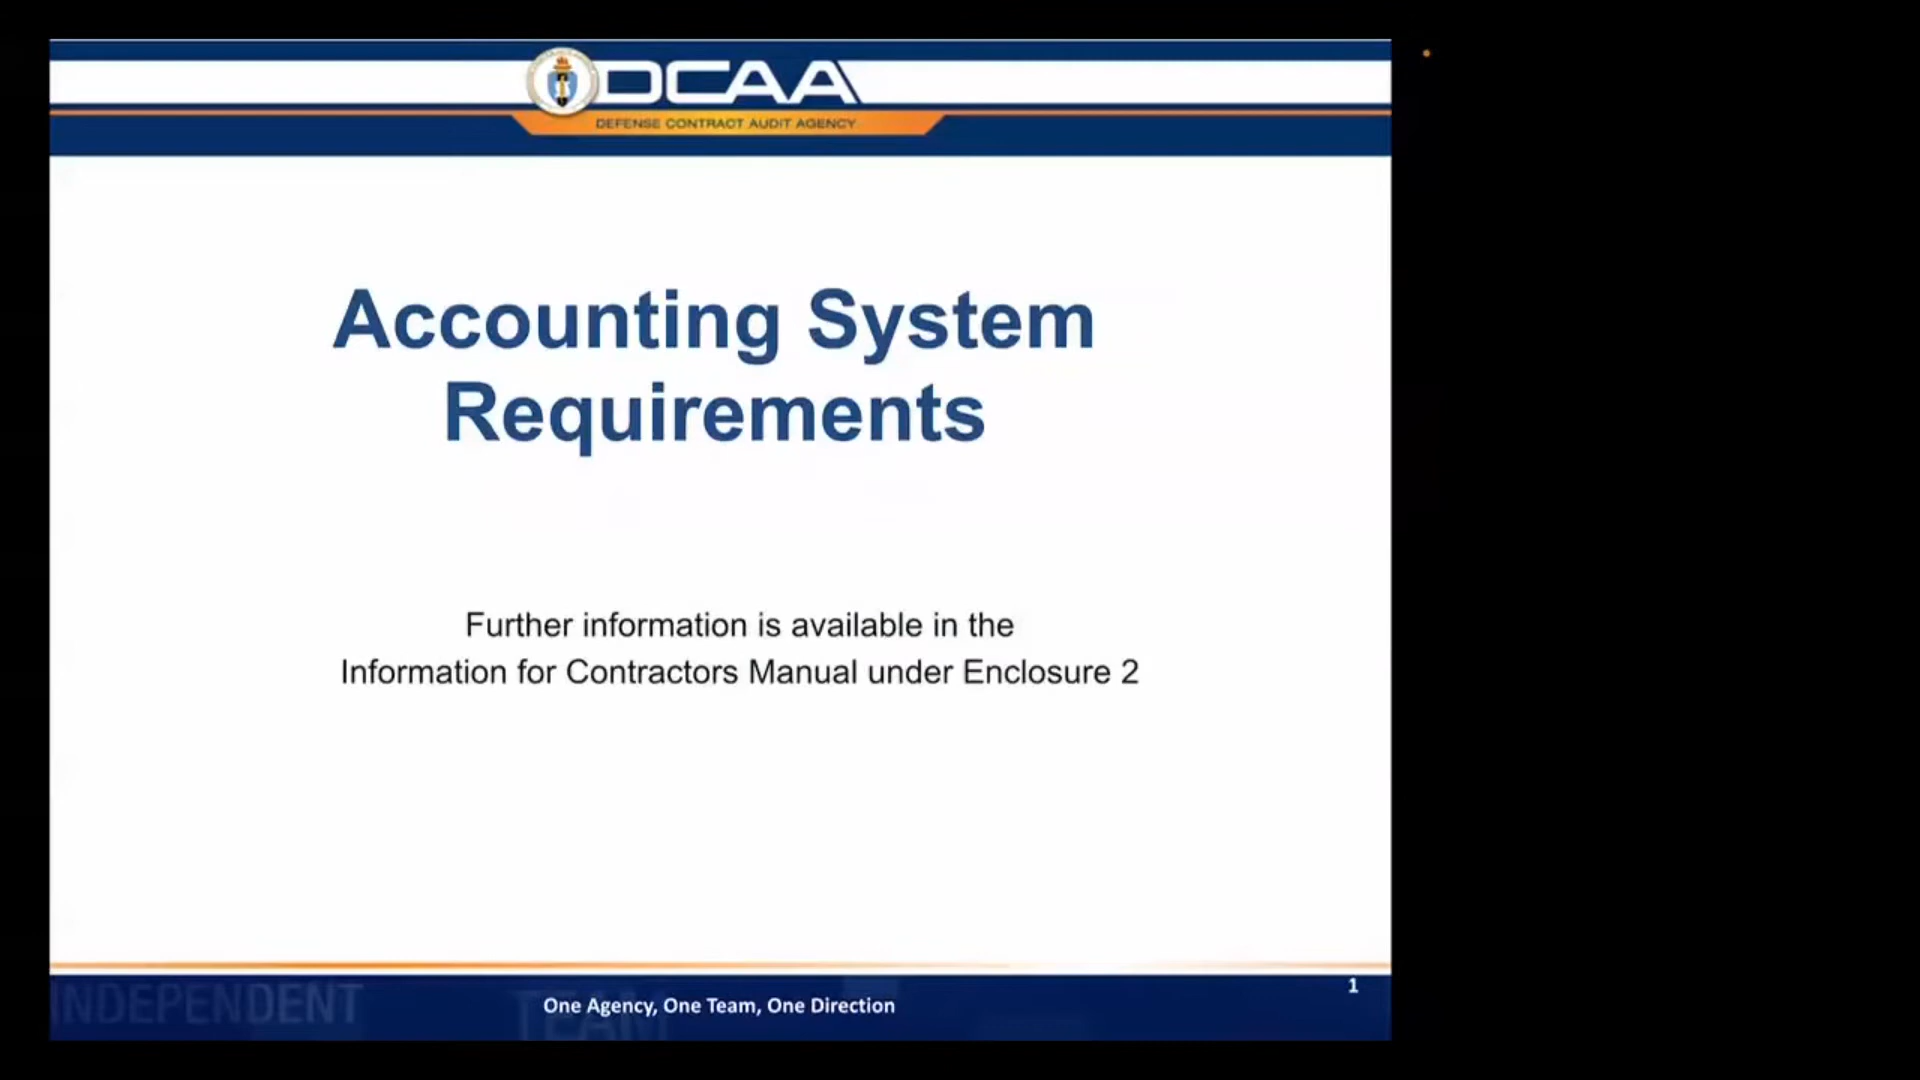 DCAA
DEFENSE CONTRACT AUDIT AGENCY
Accounting System
Requirements
Further information is available in the
Information for Contractors Manual under Enclosure 2
1
INDEPENDENT
TEAM
One Agency, One Team, One Direction